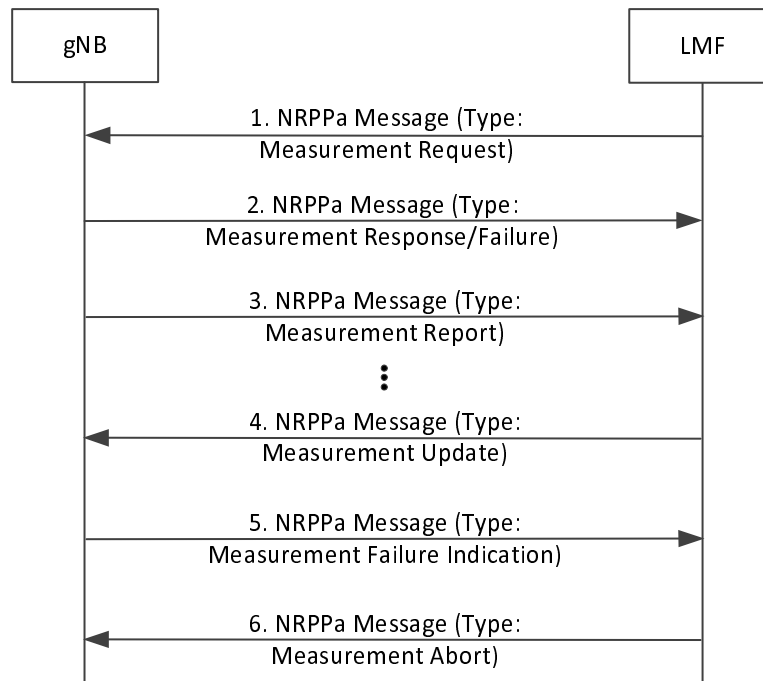 gNB
LMF
1. NRPPa Message (Type:
Measurement Request)
2. NRPPa Message (Type:
Measurement Response/Failure)
3. NRPPa Message (Type:
Measurement Report)
4. NRPPa Message (Type:
Measurement Update)
5. NRPPa Message (Type:
Measurement Failure Indication)
6. NRPPa Message (Type:
Measurement Abort)